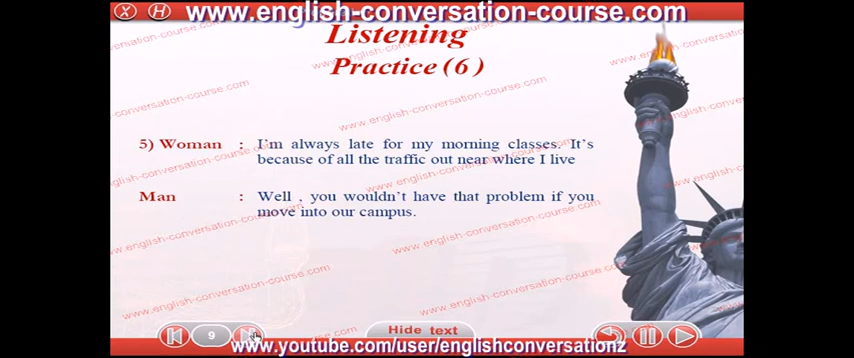 www.english-conversation-course.com
X H
Listening
Practice (6 )
5) Woman : I'm always late for my morning classes. It's
because of all the traffic out near where I live
Man : Well , you wouldn't have that problem if you
move into our campus.
9
Hide text
www.youtube.com/user/englishconversationz